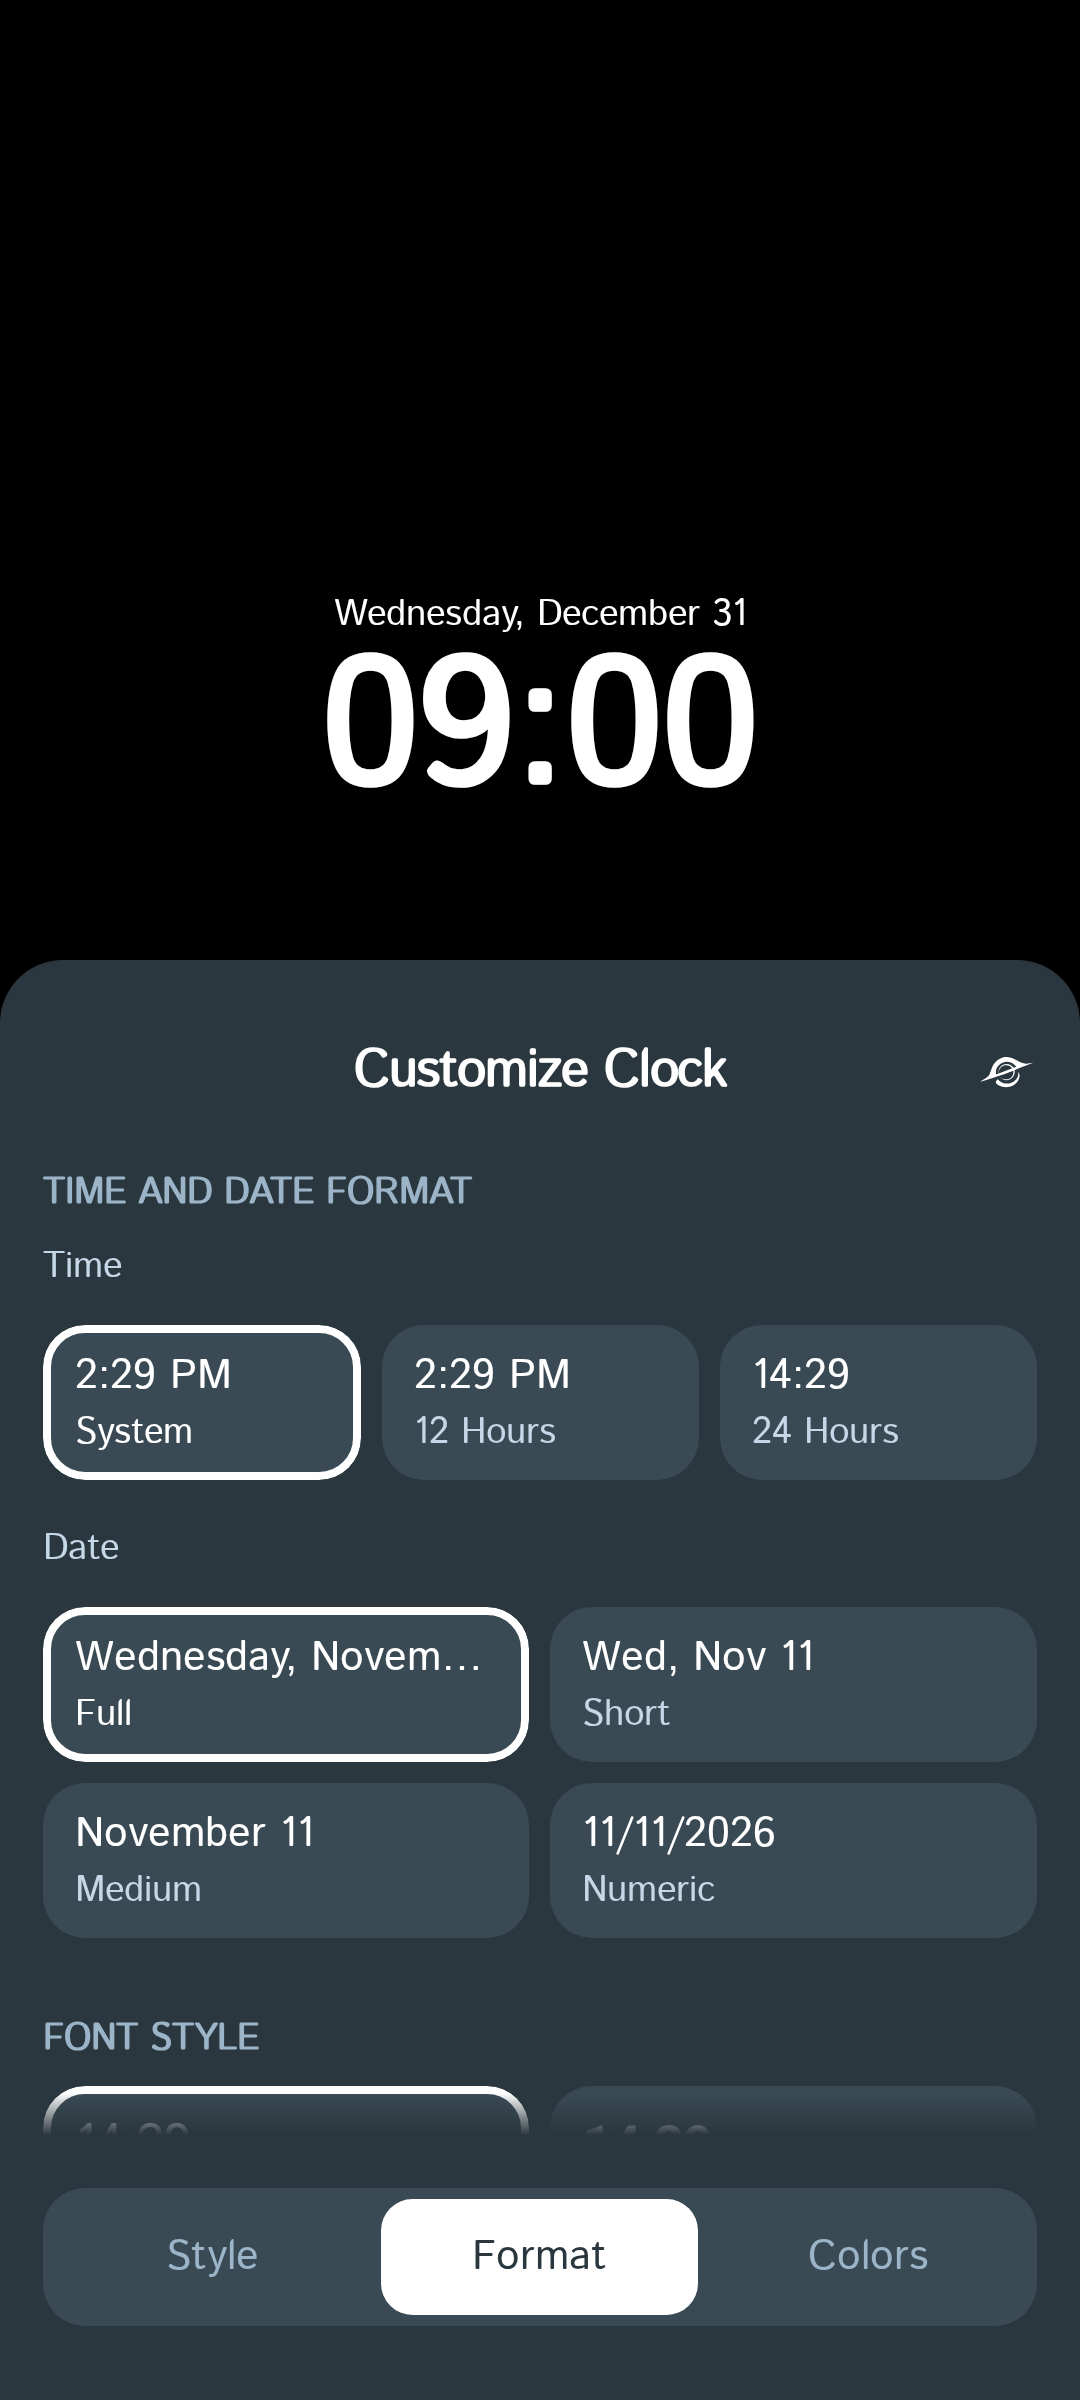 Wednesday, December 31
09:00
Customize Clock
TIME AND DATE FORMAT
Time
2:29 PM
System
2:29 PM
12 Hours
14:29
24 Hours
Date
Wednesday, Novem...
Full
Wed, Nov 11
Short
November 11
Medium
11/11/2026
Numeric
FONT STYLE
Style
Format
Colors